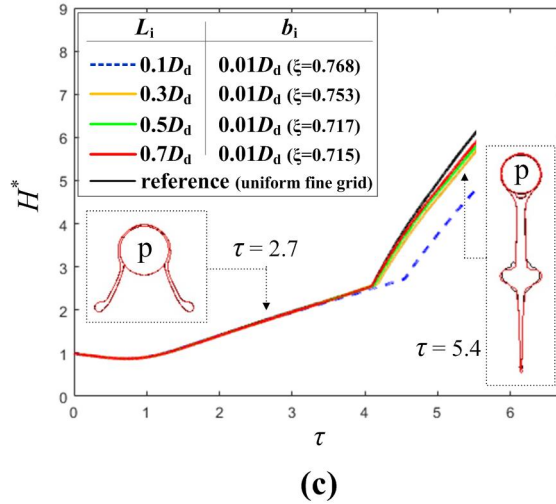 Lᵢ bᵢ
0.1D_d 0.01D_d (ξ=0.768)
0.3D_d 0.01D_d (ξ=0.753)
0.5D_d 0.01D_d (ξ=0.717)
0.7D_d 0.01D_d (ξ=0.715)
reference (uniform fine grid)
9
8
7
6
5
4
3
2
1
0
H*
p
τ = 2.7
p
τ = 5.4
0 1 2 3 4 5 6
τ
(c)